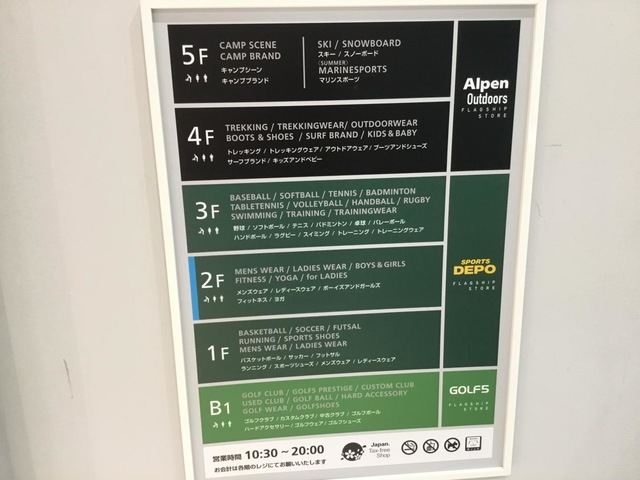 5F
CAMP SCENE
CAMP BRAND
キャンプシーン
キャンプブランド
SKI / SNOWBOARD
スキー / スノーボード
(SUMMER)
MARINESPORTS
マリンスポーツ
Alpen
Outdoors
FLAGSHIP
STORE
4F
TREKKING / TREKKINGWEAR/ OUTDOORWEAR
BOOTS & SHOES / SURF BRAND / KIDS & BABY
トレッキング / トレッキングウェア / アウトドアウェア / ブーツアンドシューズ
サーフブランド / キッズアンドベビー
3F
BASEBALL / SOFTBALL / TENNIS / BADMINTON
TABLETENNIS / VOLLEYBALL / HANDBALL / RUGBY
SWIMMING / TRAINING / TRAININGWEAR
野球 / ソフトボール / テニス / バドミントン / 卓球 / バレーボール
ハンドボール / ラグビー / スイミング / トレーニング / トレーニングウェア
2F
MENS WEAR / LADIES WEAR / BOYS & GIRLS
FITNESS / YOGA / for LADIES
メンズウェア / レディースウェア / ボーイズアンドガールズ
フィットネス / ヨガ
SPORTS
DEPO
FLAGSHIP
STORE
1F
BASKETBALL / SOCCER / FUTSAL
RUNNING / SPORTS SHOES
MENS WEAR / LADIES WEAR
バスケットボール / サッカー / フットサル
ランニング / スポーツシューズ / メンズウェア / レディースウェア
B1
GOLF CLUB / GOLF5 PRESTIGE / CUSTOM CLUB
USED CLUB / GOLF BALL / HARD ACCESSORY
GOLF WEAR / GOLFSHOES
ゴルフクラブ / カスタムクラブ / 中古クラブ / ゴルフボール
ハードアクセサリー / ゴルフウェア / ゴルフシューズ
GOLF5
FLAGSHIP
STORE
営業時間 10:30～20:00
お会計は各階のレジにてお願いいたします
Japan.
Tax-free
Shop